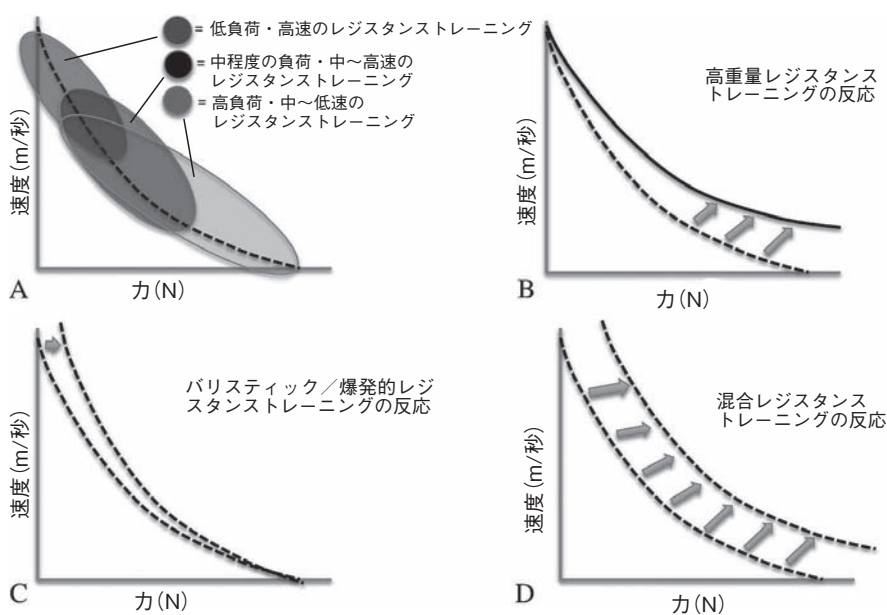 = 低負荷・高速のレジスタンストレーニング
= 中程度の負荷・中〜高速の
レジスタンストレーニング
= 高負荷・中〜低速の
レジスタンストレーニング
速度(m/秒)
力(N)
A
高重量レジスタンス
トレーニングの反応
速度(m/秒)
力(N)
B
バリスティック/爆発的レジ
スタンストレーニングの反応
速度(m/秒)
力(N)
C
混合レジスタンス
トレーニングの反応
速度(m/秒)
力(N)
D